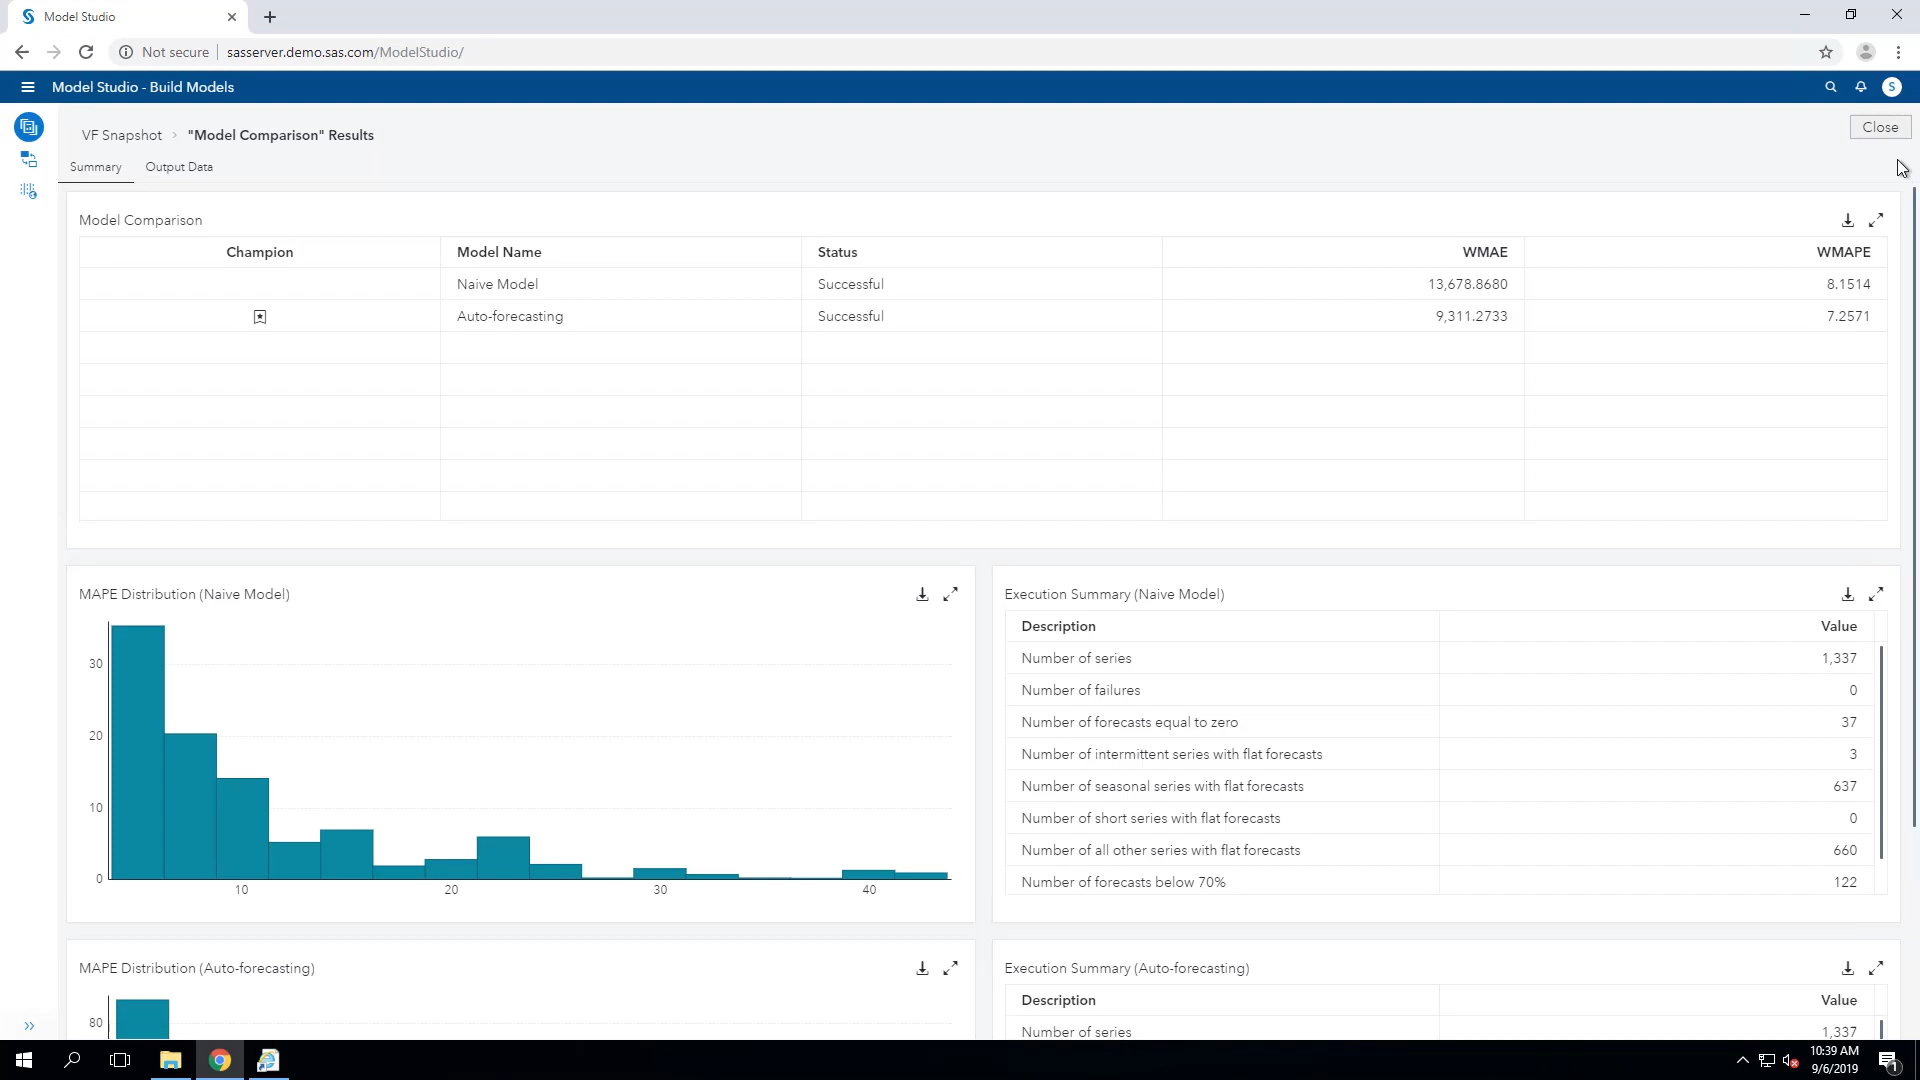 Model Studio
Not secure
sasserver.demo.sas.com/ModelStudio/
Model Studio - Build Models
S
VF Snapshot > "Model Comparison" Results
Close
Summary Output Data
Model Comparison
Champion Model Name Status WMAE WMAPE
Naive Model Successful 13,678.8680 8.1514
Auto-forecasting Successful 9,311.2733 7.2571
MAPE Distribution (Naive Model)
30
20
10
0
10 20 30 40
Execution Summary (Naive Model)
Description Value
Number of series 1,337
Number of failures 0
Number of forecasts equal to zero 37
Number of intermittent series with flat forecasts 3
Number of seasonal series with flat forecasts 637
Number of short series with flat forecasts 0
Number of all other series with flat forecasts 660
Number of forecasts below 70% 122
MAPE Distribution (Auto-forecasting)
80
Execution Summary (Auto-forecasting)
Description Value
Number of series 1,337
10:39 AM
9/6/2019
1